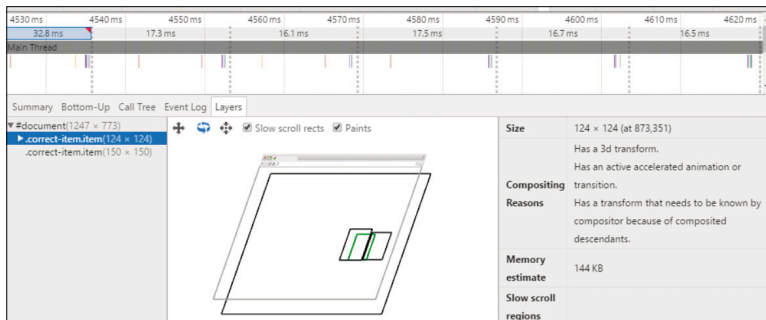 4530 ms 4540 ms 4550 ms 4560 ms 4570 ms 4580 ms 4590 ms 4600 ms 4610 ms 4620 ms
32.8 ms 17.3 ms 16.1 ms 17.5 ms 16.7 ms 16.5 ms
Main Thread
Summary Bottom-Up Call Tree Event Log Layers
▼#document(1247 × 773)
▶.correct-item.item(124 × 124)
.correct-item.item(150 × 150)
Slow scroll rects Paints
Size 124 × 124 (at 873,351)
Compositing Reasons Has a 3d transform.
Has an active accelerated animation or
transition.
Has a transform that needs to be known by
compositor because of composited
descendants.
Memory
estimate 144 KB
Slow scroll
regions